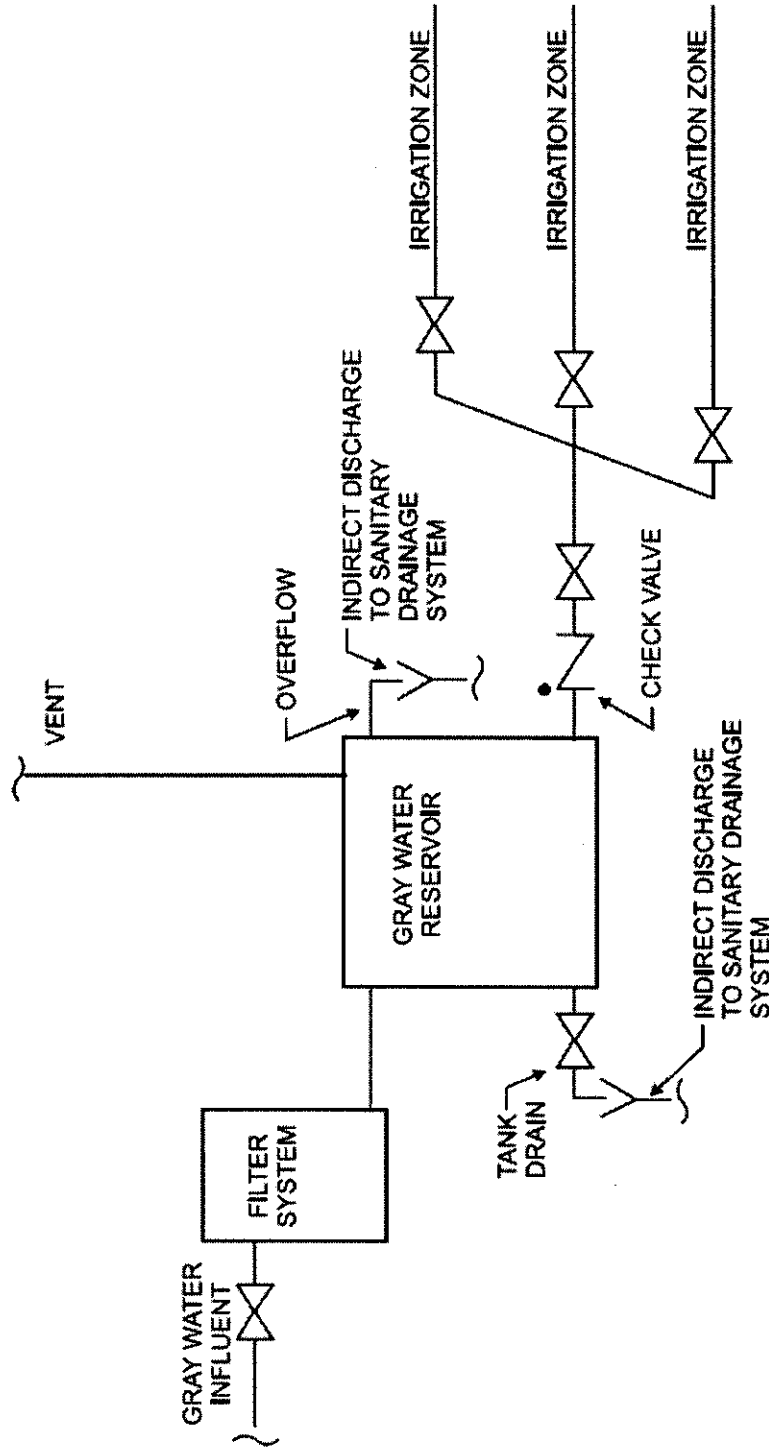 GRAY WATER
INFLUENT
FILTER
SYSTEM
VENT
GRAY WATER
RESERVOIR
TANK
DRAIN
INDIRECT DISCHARGE
TO SANITARY DRAINAGE
SYSTEM
OVERFLOW
INDIRECT DISCHARGE
TO SANITARY
DRAINAGE
SYSTEM
CHECK VALVE
IRRIGATION ZONE
IRRIGATION ZONE
IRRIGATION ZONE